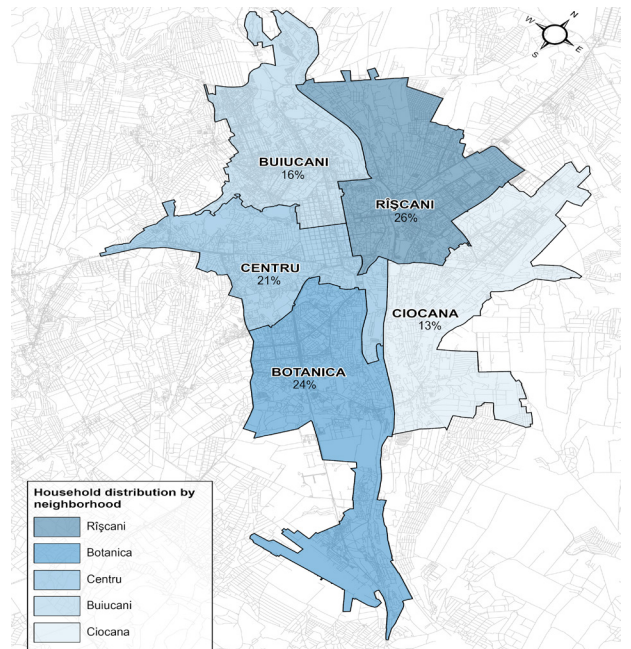 N
W
E
S
BUIUCANI
16%
RÎŞCANI
26%
CENTRU
21%
CIOCANA
13%
BOTANICA
24%
Household distribution by
neighborhood
Rîşcani
Botanica
Centru
Buiucani
Ciocana